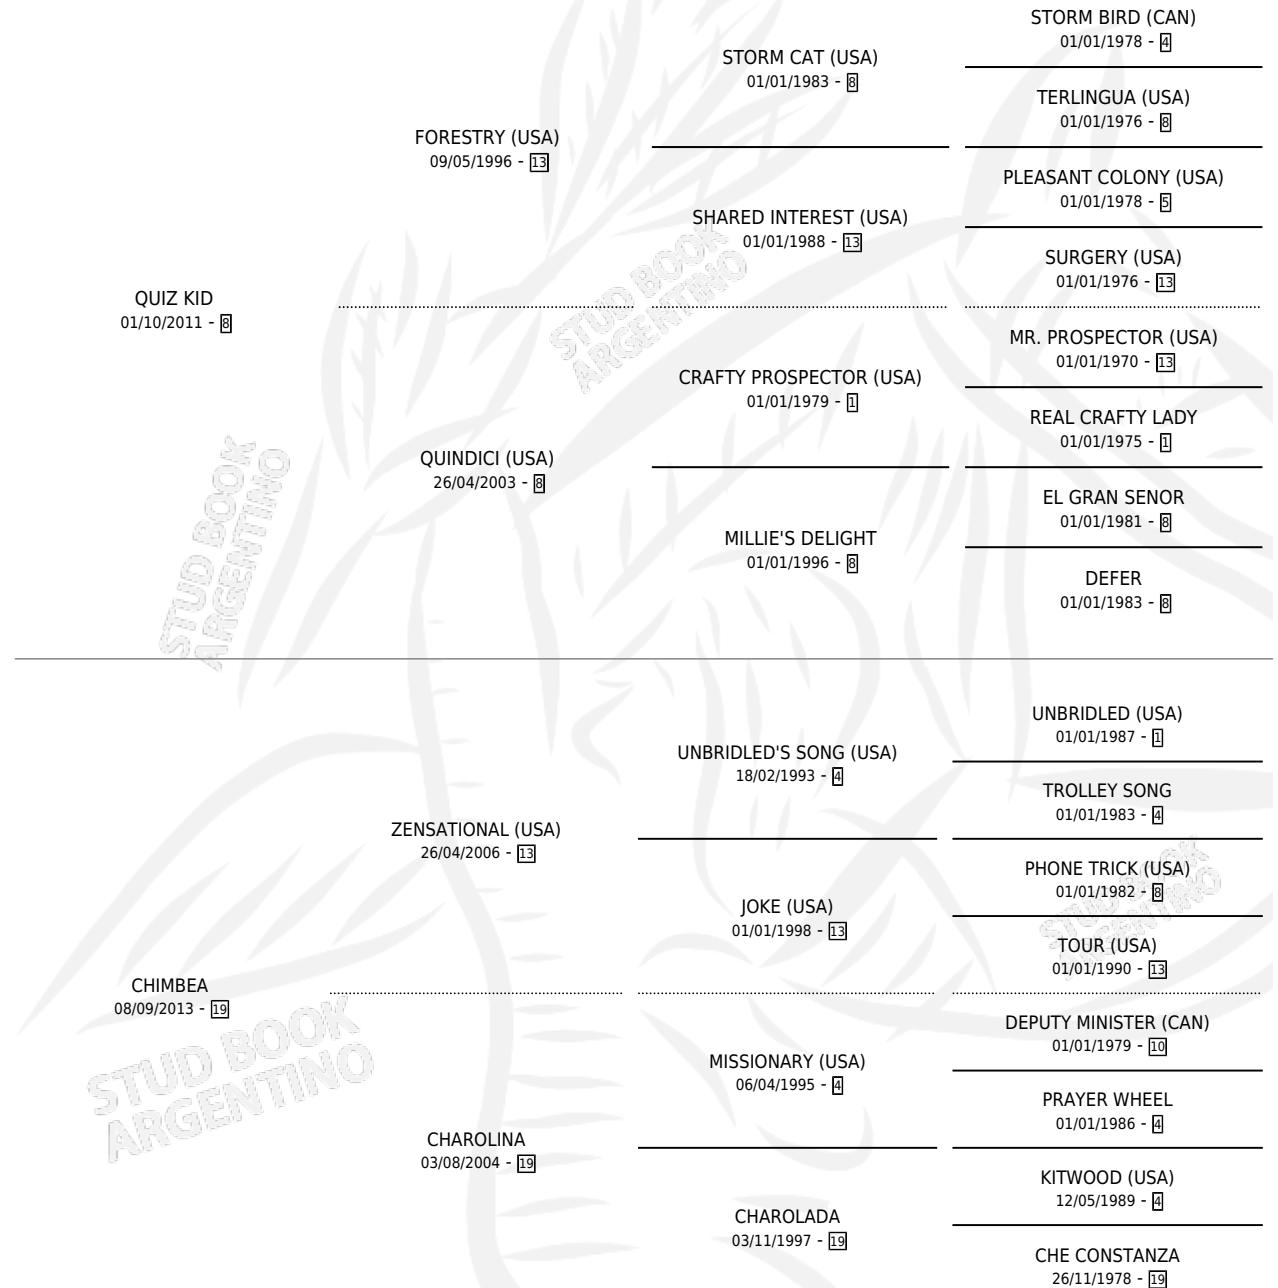 STORM BIRD (CAN)
01/01/1978 - 4
STORM CAT (USA)
01/01/1983 - 8
TERLINGUA (USA)
01/01/1976 - 8
FORESTRY (USA)
09/05/1996 - 13
PLEASANT COLONY (USA)
01/01/1978 - 5
SHARED INTEREST (USA)
01/01/1988 - 13
SURGERY (USA)
01/01/1976 - 13
QUIZ KID
01/10/2011 - 8
MR. PROSPECTOR (USA)
01/01/1970 - 13
CRAFTY PROSPECTOR (USA)
01/01/1979 - 1
REAL CRAFTY LADY
01/01/1975 - 1
QUINDICI (USA)
26/04/2003 - 8
EL GRAN SENOR
01/01/1981 - 8
MILLIE'S DELIGHT
01/01/1996 - 8
DEFER
01/01/1983 - 8
STUD BOOK
ARGENTINO
STUD BOOK
ARGENTINO
UNBRIDLED (USA)
01/01/1987 - 1
UNBRIDLED'S SONG (USA)
18/02/1993 - 4
TROLLEY SONG
01/01/1983 - 4
ZENSATIONAL (USA)
26/04/2006 - 13
PHONE TRICK (USA)
01/01/1982 - 8
JOKE (USA)
01/01/1998 - 13
TOUR (USA)
01/01/1990 - 13
STUD BOOK
ARGENTINO
CHIMBEA
08/09/2013 - 19
DEPUTY MINISTER (CAN)
01/01/1979 - 10
MISSIONARY (USA)
06/04/1995 - 4
PRAYER WHEEL
01/01/1986 - 4
STUD BOOK
ARGENTINO
CHAROLINA
03/08/2004 - 19
KITWOOD (USA)
12/05/1989 - 4
CHAROLADA
03/11/1997 - 19
CHE CONSTANZA
26/11/1978 - 19